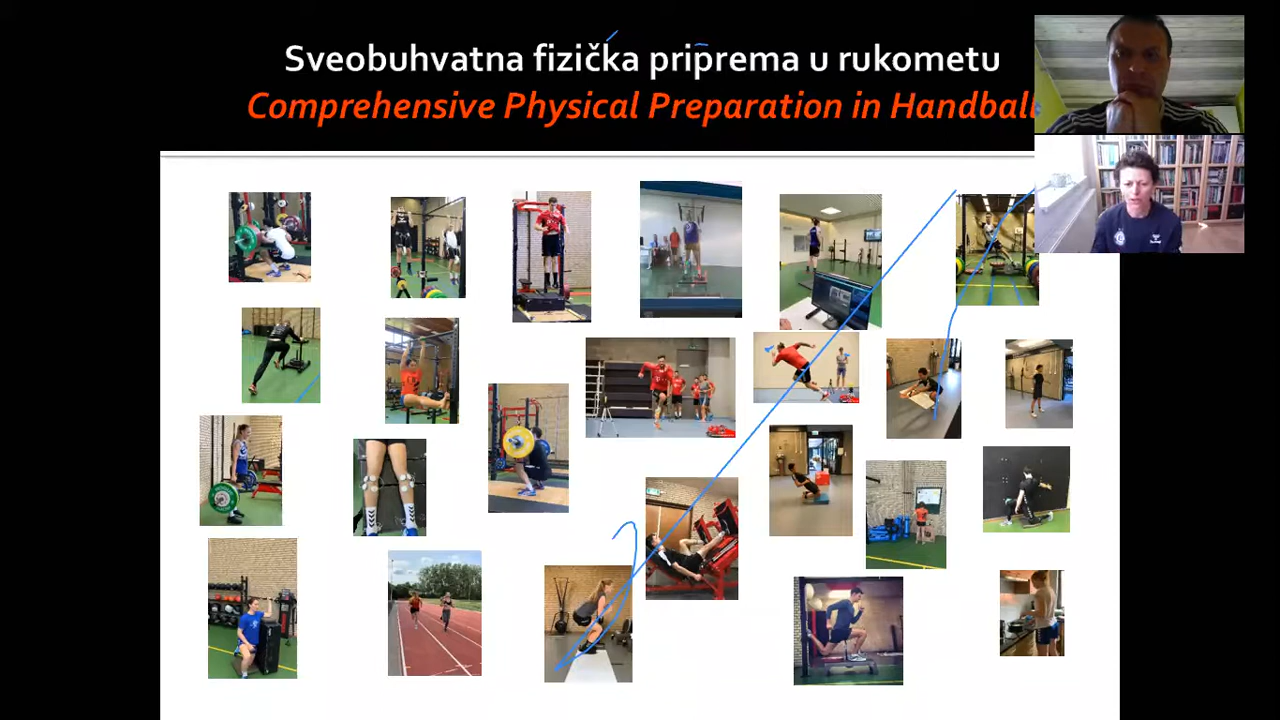 Sveobuhvatna fizička priprema u rukometu
Comprehensive Physical Preparation in Handball